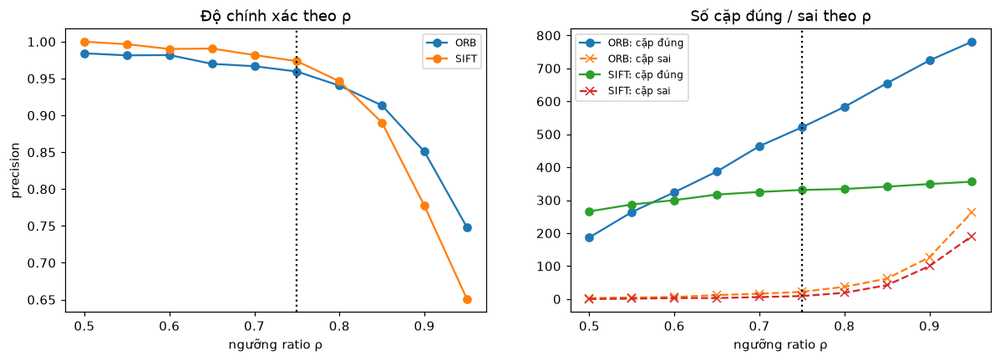 Độ chính xác theo ρ
1.00
0.95
0.90
0.85
0.80
0.75
0.70
0.65
precision
0.5 0.6 0.7 0.8 0.9
ngưỡng ratio ρ
ORB
SIFT
Số cặp đúng / sai theo ρ
800
700
600
500
400
300
200
100
0
0.5 0.6 0.7 0.8 0.9
ngưỡng ratio ρ
ORB: cặp đúng
ORB: cặp sai
SIFT: cặp đúng
SIFT: cặp sai